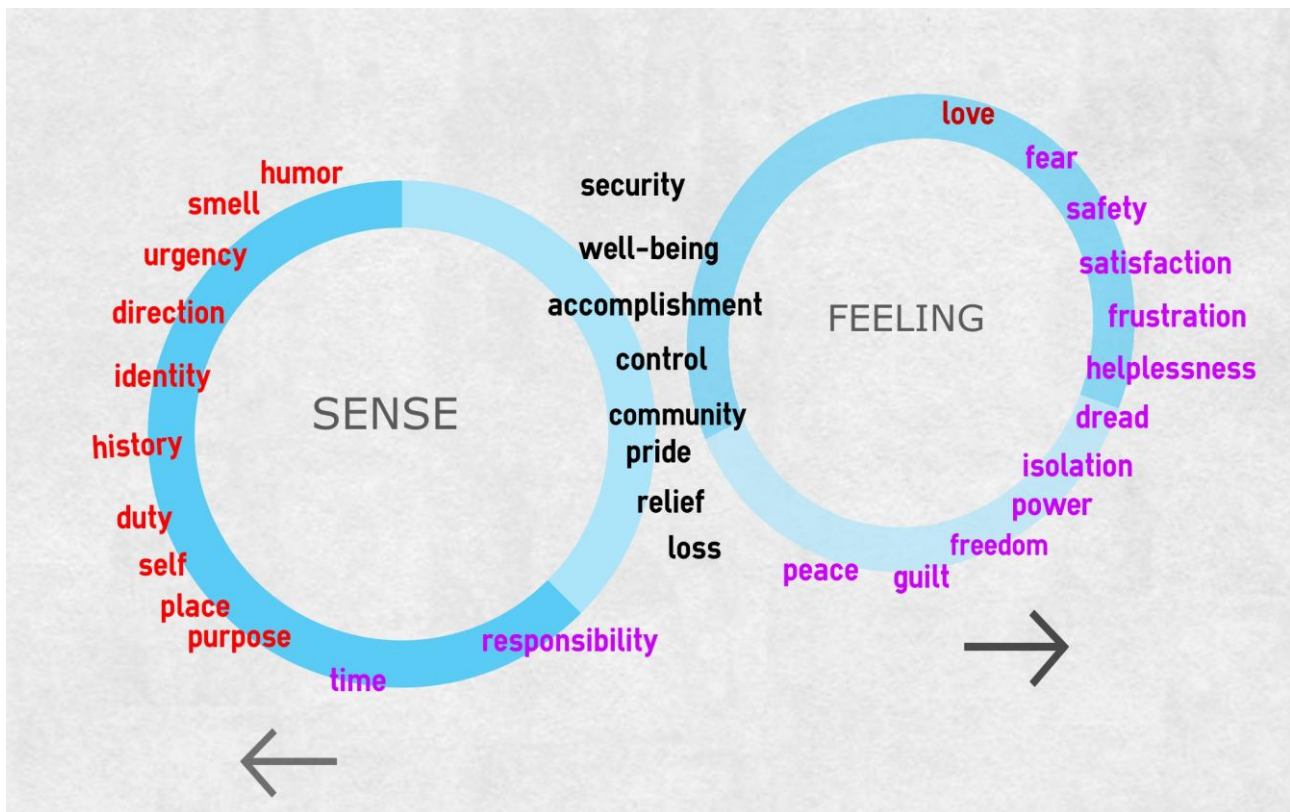 humor
smell
urgency
direction
identity
history
duty
self
place
purpose
time
responsibility
SENSE
security
well-being
accomplishment
control
community
pride
relief
loss
FEELING
love
fear
safety
satisfaction
frustration
helplessness
dread
isolation
power
freedom
guilt
peace